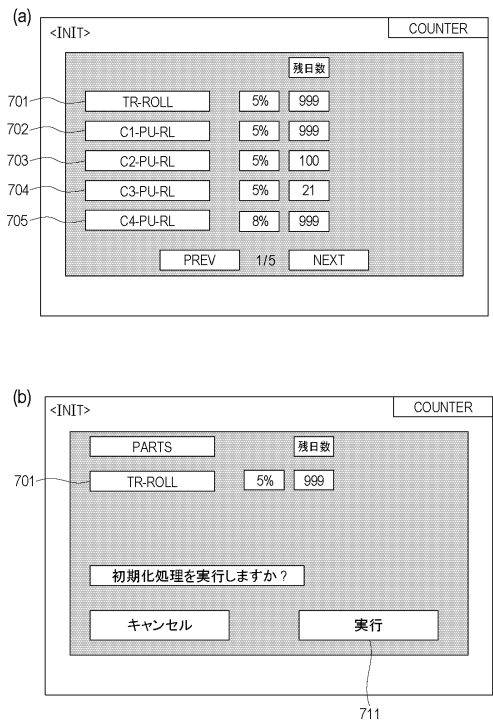 (a)
<INIT>
COUNTER
残日数
701 TR-ROLL 5% 999
702 C1-PU-RL 5% 999
703 C2-PU-RL 5% 100
704 C3-PU-RL 5% 21
705 C4-PU-RL 8% 999
PREV 1/5 NEXT
(b)
<INIT>
COUNTER
PARTS 残日数
701 TR-ROLL 5% 999
初期化処理を実行しますか?
キャンセル 実行
711